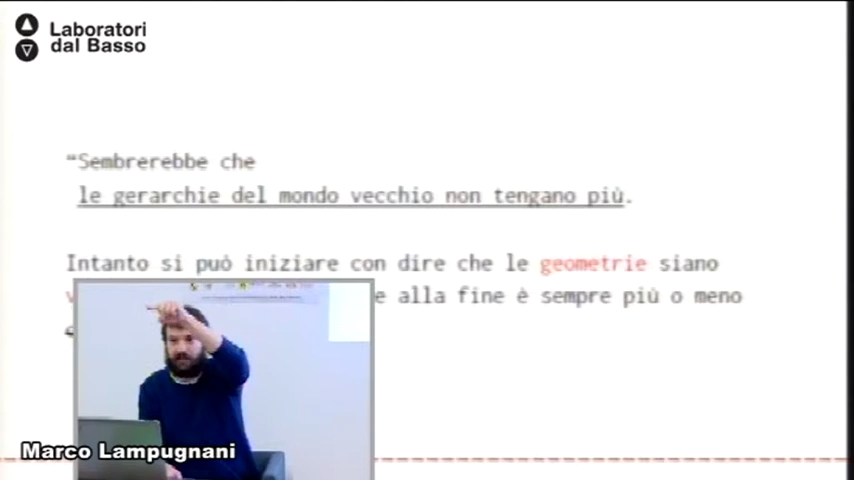 Laboratori
dal Basso
“Sembrerebbe che
le gerarchie del mondo vecchio non tengano più.
Intanto si può iniziare con dire che le geometrie siano
e alla fine è sempre più o meno
Marco Lampugnani